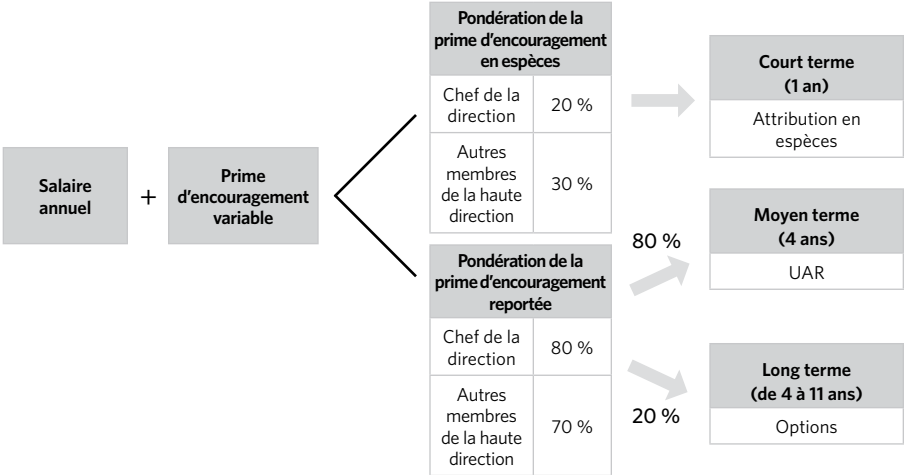 Salaire
annuel
+
Prime
d'encouragement
variable
Pondération de la
prime d'encouragement
en espèces
Chef de la
direction
20 %
Autres
membres
de la haute
direction
30 %
Pondération de la
prime d'encouragement
reportée
Chef de la
direction
80 %
Autres
membres
de la haute
direction
70 %
80 %
20 %
Court terme
(1 an)
Attribution en
espèces
Moyen terme
(4 ans)
UAR
Long terme
(de 4 à 11 ans)
Options